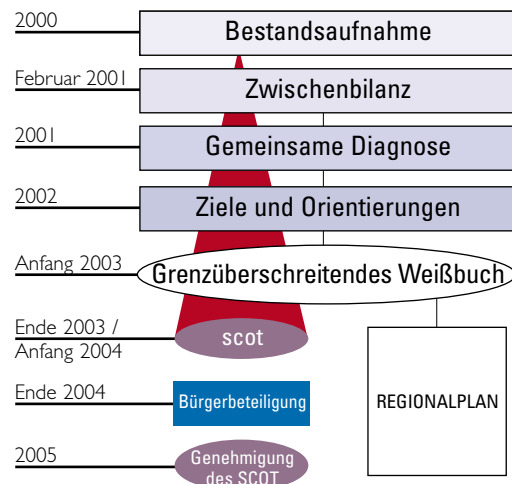 2000
Bestandsaufnahme
Februar 2001
Zwischenbilanz
2001
Gemeinsame Diagnose
2002
Ziele und Orientierungen
Anfang 2003
Grenzüberschreitendes Weißbuch
Ende 2003 /
Anfang 2004
scot
Ende 2004
Bürgerbeteiligung
REGIONALPLAN
2005
Genehmigung
des SCOT